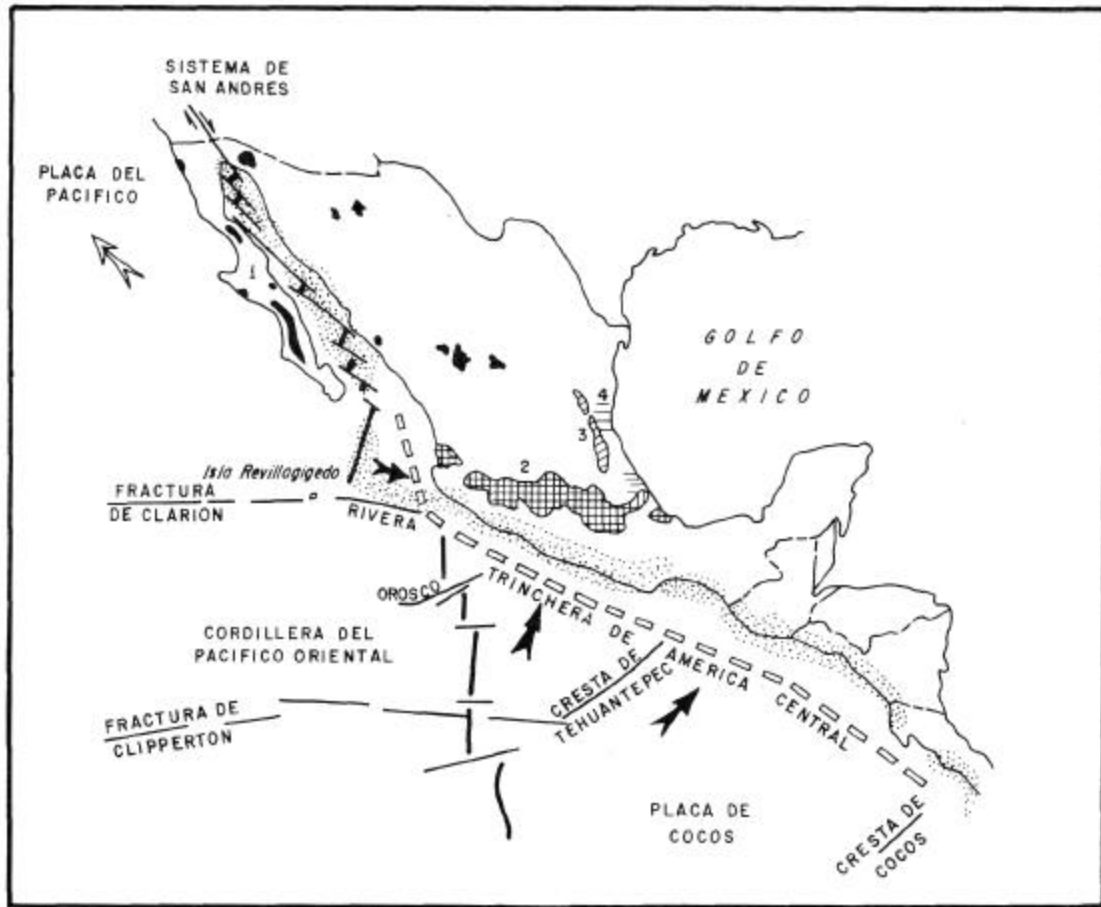 SISTEMA DE
SAN ANDRES
PLACA DEL
PACIFICO
1
GOLFO
DE
MEXICO
4
3
2
Isla Revillagigedo
FRACTURA
DE CLARION
RIVERA
OROSCO
TRINCHERA DE AMERICA CENTRAL
CORDILLERA DEL
PACIFICO ORIENTAL
CRESTA DE
TEHUANTEPEC
FRACTURA DE
CLIPPERTON
PLACA DE
COCOS
CRESTA DE
COCOS